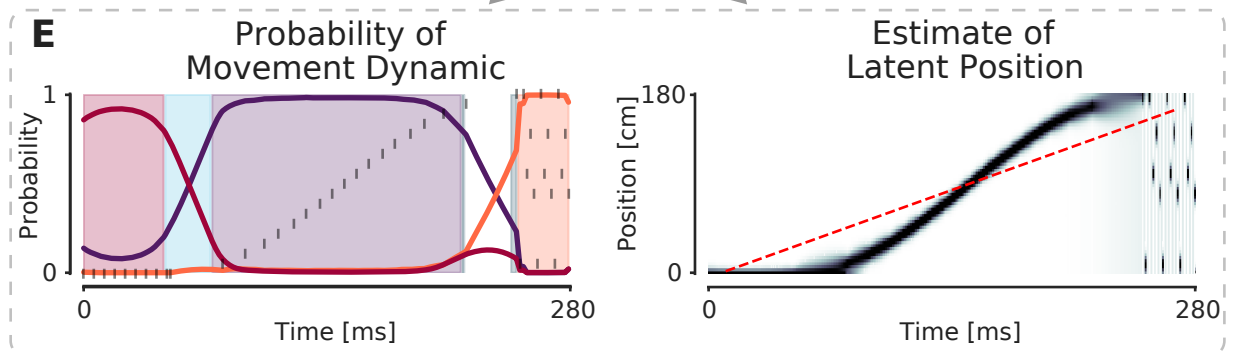 E
Probability of
Movement Dynamic
1
Probability
0
0
280
Time [ms]
Estimate of
Latent Position
180
Position [cm]
0
0
280
Time [ms]